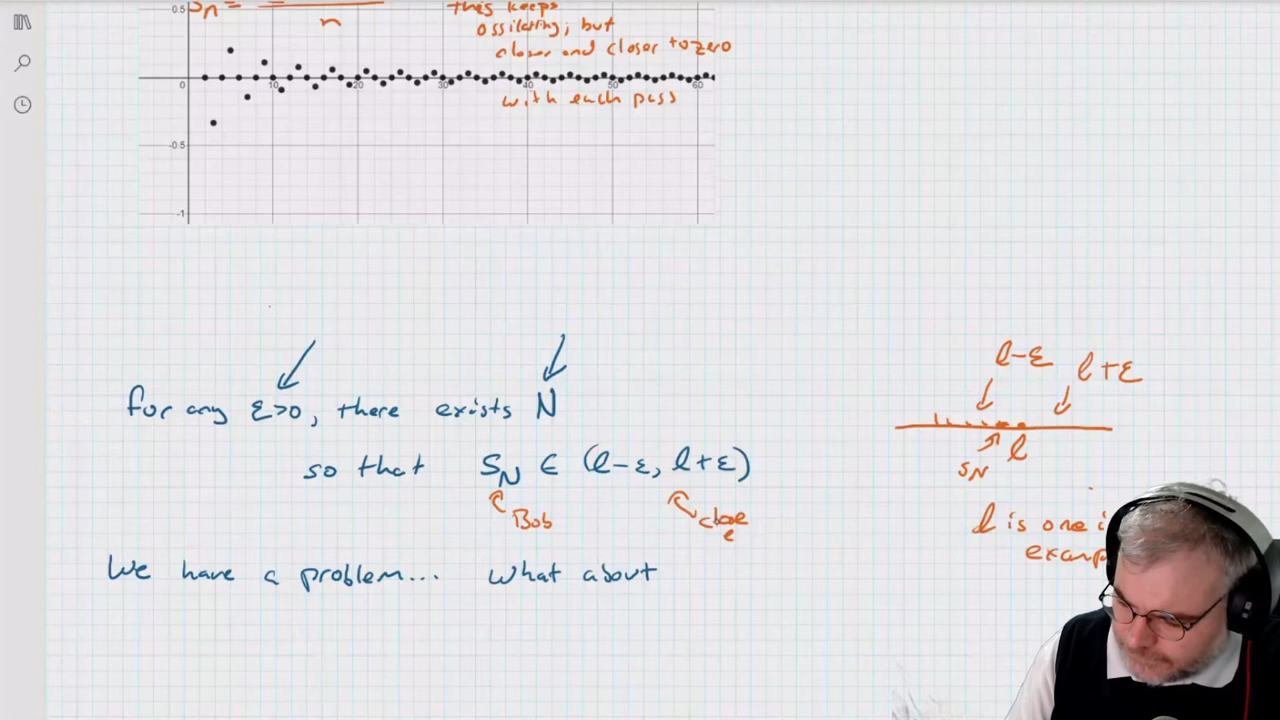 0.5
Sn =
n
this keeps
ossilating, but
closer and closer to zero
with each pass
0
10
20
30
40
50
60
-0.5
-1
for any ε>0, there exists N
so that SN ∈ (l-ε, l+ε)
Bob
close
We have a problem... What about
l-ε
l+ε
SN
l
l is one i
examp